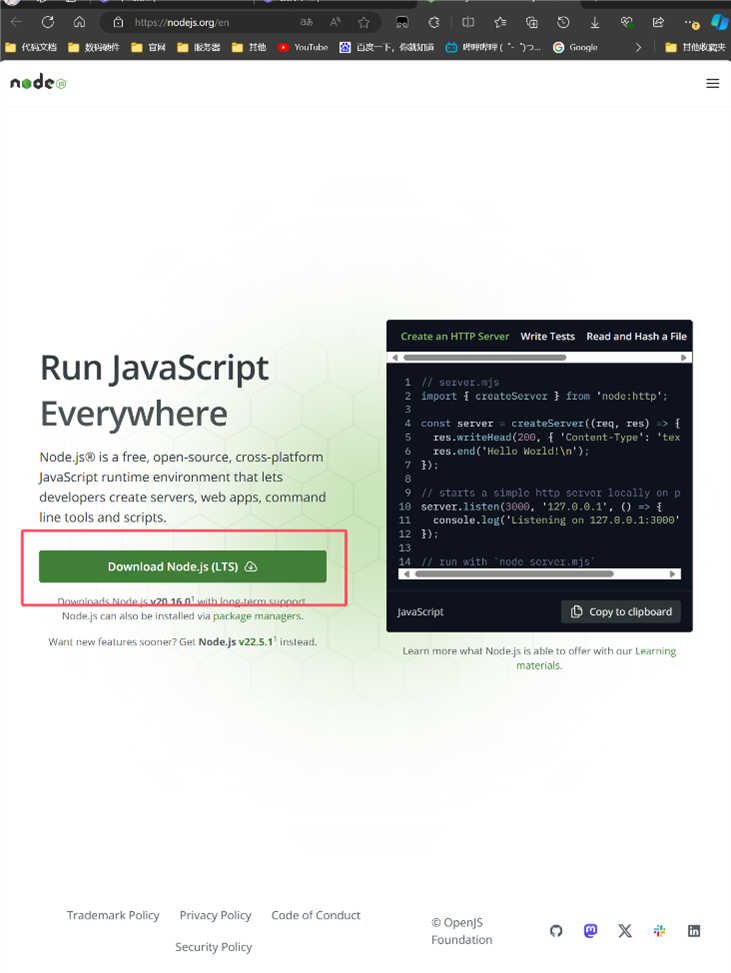 https://nodejs.org/en
代码文档 数码硬件 官网 服务器 其他 YouTube 百度一下，你就知道 Google 其他收藏夹
node JS
Run JavaScript
Everywhere
Node.js® is a free, open-source, cross-platform
JavaScript runtime environment that lets
developers create servers, web apps, command
line tools and scripts.
Download Node.js (LTS)
Downloads Node.js v20.16.0¹ with long-term support.
Node.js can also be installed via package managers.
Want new features sooner? Get Node.js v22.5.1¹ instead.
Create an HTTP Server Write Tests Read and Hash a File
1 // server.mjs
2 import { createServer } from 'node:http';
3
4 const server = createServer((req, res) => {
5 res.writeHead(200, { 'Content-Type': 'tex
6 res.end('Hello World!\n');
7 });
8
9 // starts a simple http server locally on p
10 server.listen(3000, '127.0.0.1', () => {
11 console.log('Listening on 127.0.0.1:3000'
12 });
13
14 // run with `node server.mjs`
JavaScript Copy to clipboard
Learn more what Node.js is able to offer with our Learning
materials.
Trademark Policy Privacy Policy Code of Conduct
Security Policy
© OpenJS
Foundation